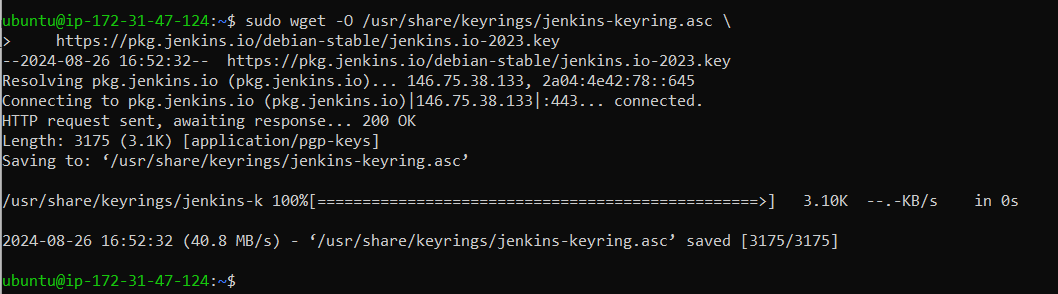 ubuntu@ip-172-31-47-124:~$ sudo wget -O /usr/share/keyrings/jenkins-keyring.asc \
>     https://pkg.jenkins.io/debian-stable/jenkins.io-2023.key
--2024-08-26 16:52:32--  https://pkg.jenkins.io/debian-stable/jenkins.io-2023.key
Resolving pkg.jenkins.io (pkg.jenkins.io)... 146.75.38.133, 2a04:4e42:78::645
Connecting to pkg.jenkins.io (pkg.jenkins.io)|146.75.38.133|:443... connected.
HTTP request sent, awaiting response... 200 OK
Length: 3175 (3.1K) [application/pgp-keys]
Saving to: ‘/usr/share/keyrings/jenkins-keyring.asc’
/usr/share/keyrings/jenkins-k 100%[=================================================>]   3.10K  --.-KB/s    in 0s
2024-08-26 16:52:32 (40.8 MB/s) - ‘/usr/share/keyrings/jenkins-keyring.asc’ saved [3175/3175]
ubuntu@ip-172-31-47-124:~$